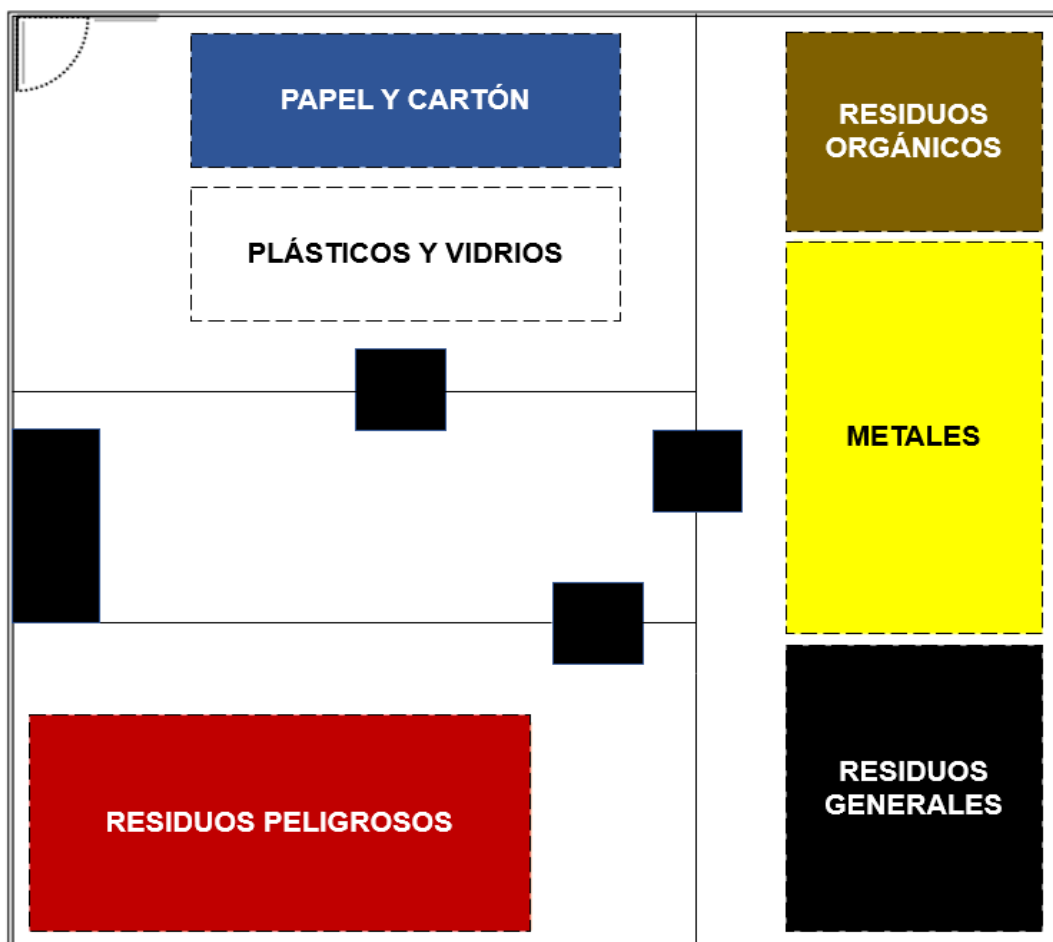 PAPEL Y CARTÓN
PLÁSTICOS Y VIDRIOS
RESIDUOS
ORGÁNICOS
METALES
RESIDUOS
GENERALES
RESIDUOS PELIGROSOS